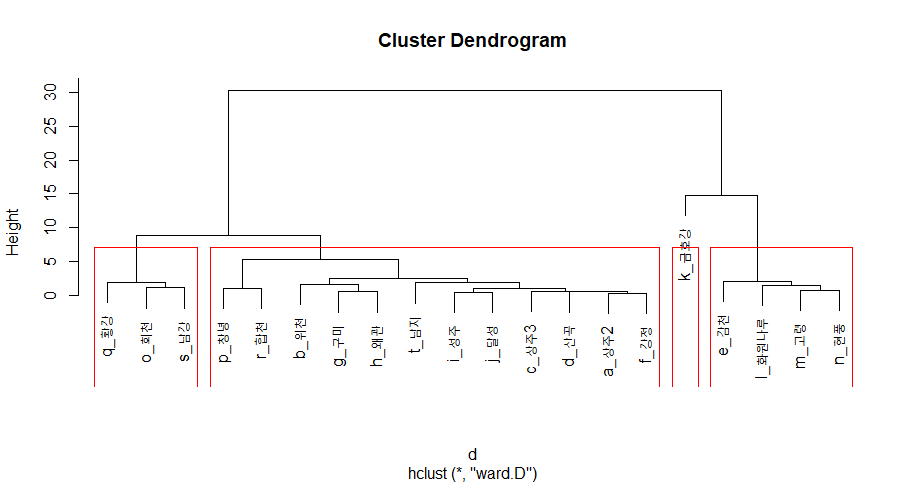 Cluster Dendrogram
Height
30
25
20
15
10
5
0
q_황강
o_회천
s_남강
p_창녕
r_합천
b_위천
g_구미
h_왜관
t_남지
i_성주
j_달성
c_상주3
d_산곡
a_상주2
f_강정
k_금호강
e_김천
l_화원나루
m_고령
n_현풍
d
hclust (*, "ward.D")